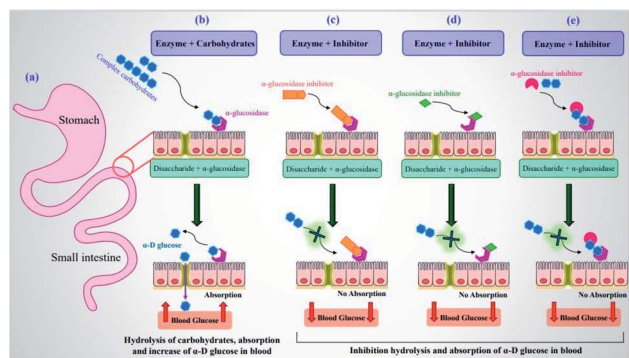 (a)
Stomach
Small intestine
(b)
Enzyme + Carbohydrates
Complex carbohydrates
α-glucosidase
Disaccharide + α-glucosidase
α-D glucose
Absorption
Blood Glucose
Hydrolysis of carbohydrates, absorption
and increase of α-D glucose in blood
(c)
Enzyme + Inhibitor
α-glucosidase inhibitor
Disaccharide + α-glucosidase
No Absorption
Blood Glucose
(d)
Enzyme + Inhibitor
α-glucosidase inhibitor
Disaccharide + α-glucosidase
No Absorption
Blood Glucose
(e)
Enzyme + Inhibitor
α-glucosidase inhibitor
Disaccharide + α-glucosidase
No Absorption
Blood Glucose
Inhibition hydrolysis and absorption of α-D glucose in blood